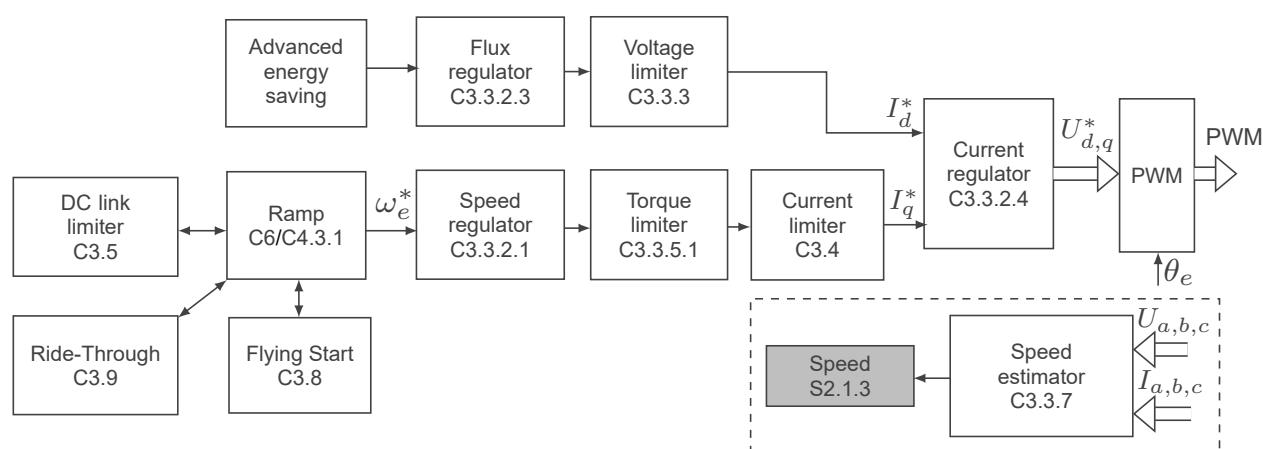 Advanced
energy
saving
Flux
regulator
C3.3.2.3
Voltage
limiter
C3.3.3
I*d
Current
regulator
C3.3.2.4
U*d,q
PWM
PWM
DC link
limiter
C3.5
Ramp
C6/C4.3.1
ω*e
Speed
regulator
C3.3.2.1
Torque
limiter
C3.3.5.1
Current
limiter
C3.4
I*q
θe
Ride-Through
C3.9
Flying Start
C3.8
Speed
S2.1.3
Speed
estimator
C3.3.7
Ua,b,c
Ia,b,c